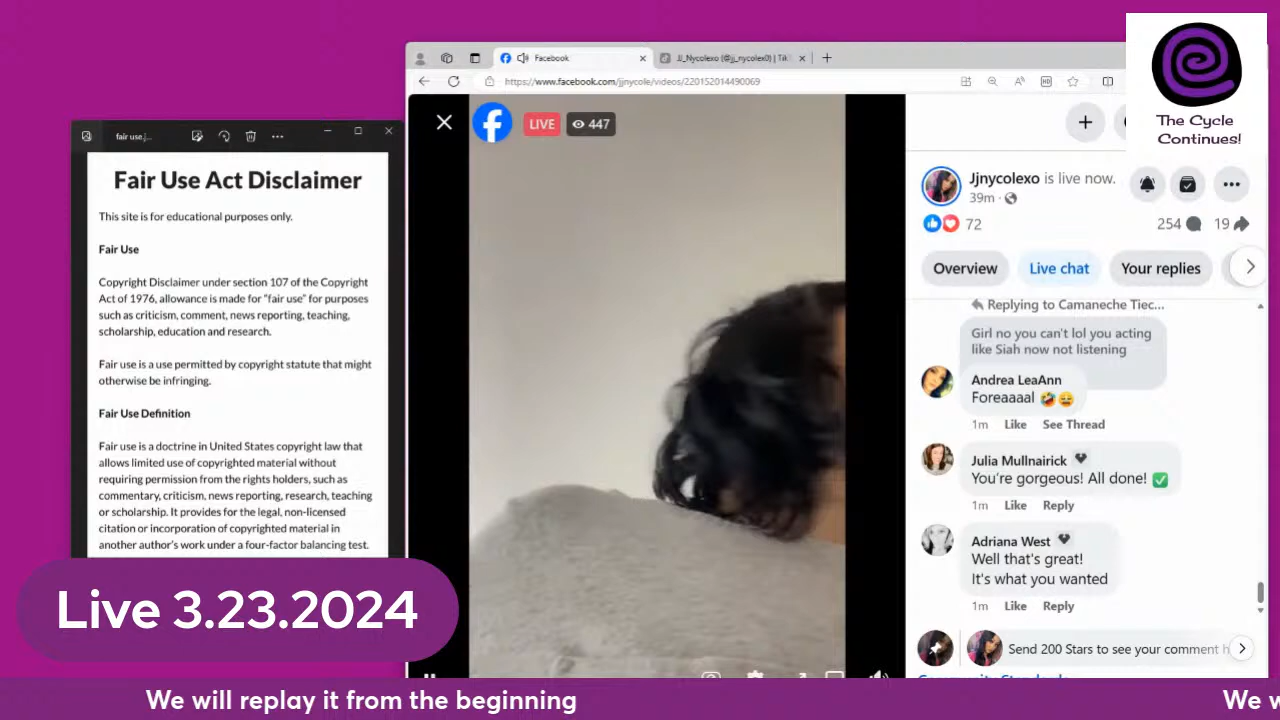 Facebook
JJ_Nycolexo (@jj_nycolex0) | Tik
https://www.facebook.com/jjnycole/videos/220152014490069
The Cycle
Continues!
fair use.j...
Fair Use Act Disclaimer
This site is for educational purposes only.
Fair Use
Copyright Disclaimer under section 107 of the Copyright
Act of 1976, allowance is made for “fair use” for purposes
such as criticism, comment, news reporting, teaching,
scholarship, education and research.
Fair use is a use permitted by copyright statute that might
otherwise be infringing.
Fair Use Definition
Fair use is a doctrine in United States copyright law that
allows limited use of copyrighted material without
requiring permission from the rights holders, such as
commentary, criticism, news reporting, research, teaching
or scholarship. It provides for the legal, non-licensed
citation or incorporation of copyrighted material in
another author’s work under a four-factor balancing test.
LIVE 447
Jjnycolexo is live now.
39m ·
72 254 19
Overview Live chat Your replies
Replying to Camaneche Tiec...
Girl no you can't lol you acting
like Siah now not listening
Andrea LeaAnn
Foreaaaal 🤣😄
1m Like See Thread
Julia Mullnairick
You're gorgeous! All done! ✅
1m Like Reply
Adriana West
Well that's great!
It's what you wanted
1m Like Reply
Send 200 Stars to see your comment h
Live 3.23.2024
We will replay it from the beginning
We w